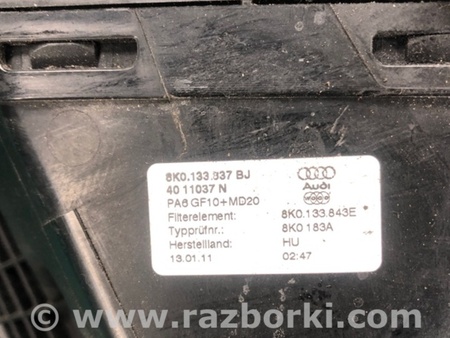 8K0.133.837 BJ
40 11037 N
Audi
PA6 GF10+MD20
Filterelement: 8K0.133.843E
Typprüfnr.: 8K0 183A
Herstellland: HU
13.01.11 02:47
© www.razborki.com/